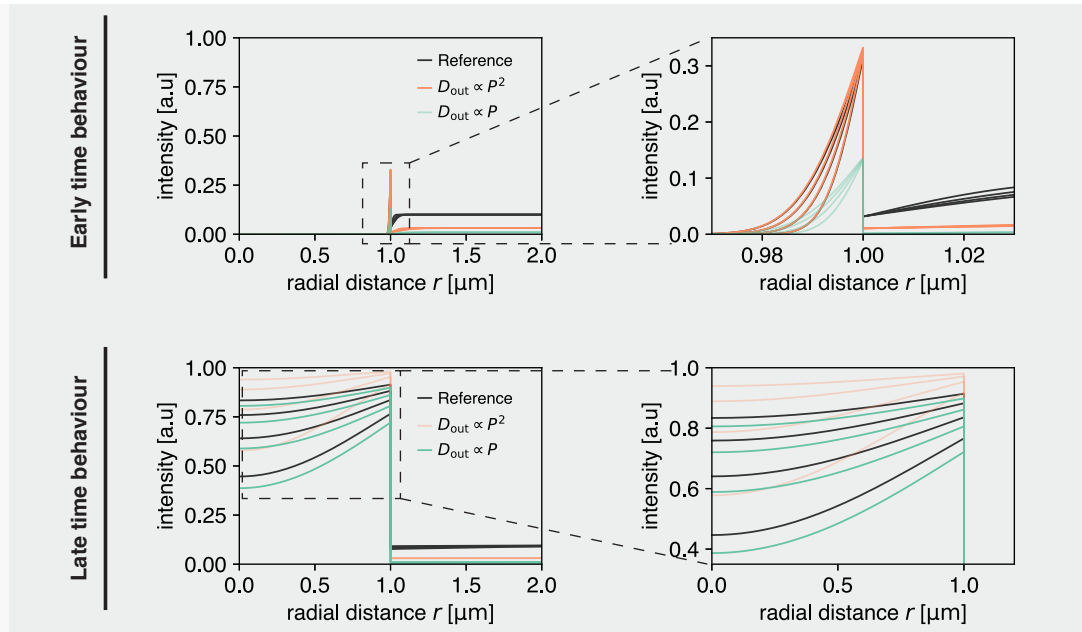 Early time behaviour
intensity [a.u]
1.00
0.75
0.50
0.25
0.00
0.0 0.5 1.0 1.5 2.0
radial distance r [μm]
Reference
D_out ∝ P²
D_out ∝ P
intensity [a.u]
0.3
0.2
0.1
0.0
0.98 1.00 1.02
radial distance r [μm]
Late time behaviour
intensity [a.u]
1.00
0.75
0.50
0.25
0.00
0.0 0.5 1.0 1.5 2.0
radial distance r [μm]
Reference
D_out ∝ P²
D_out ∝ P
intensity [a.u]
1.0
0.8
0.6
0.4
0.0 0.5 1.0
radial distance r [μm]